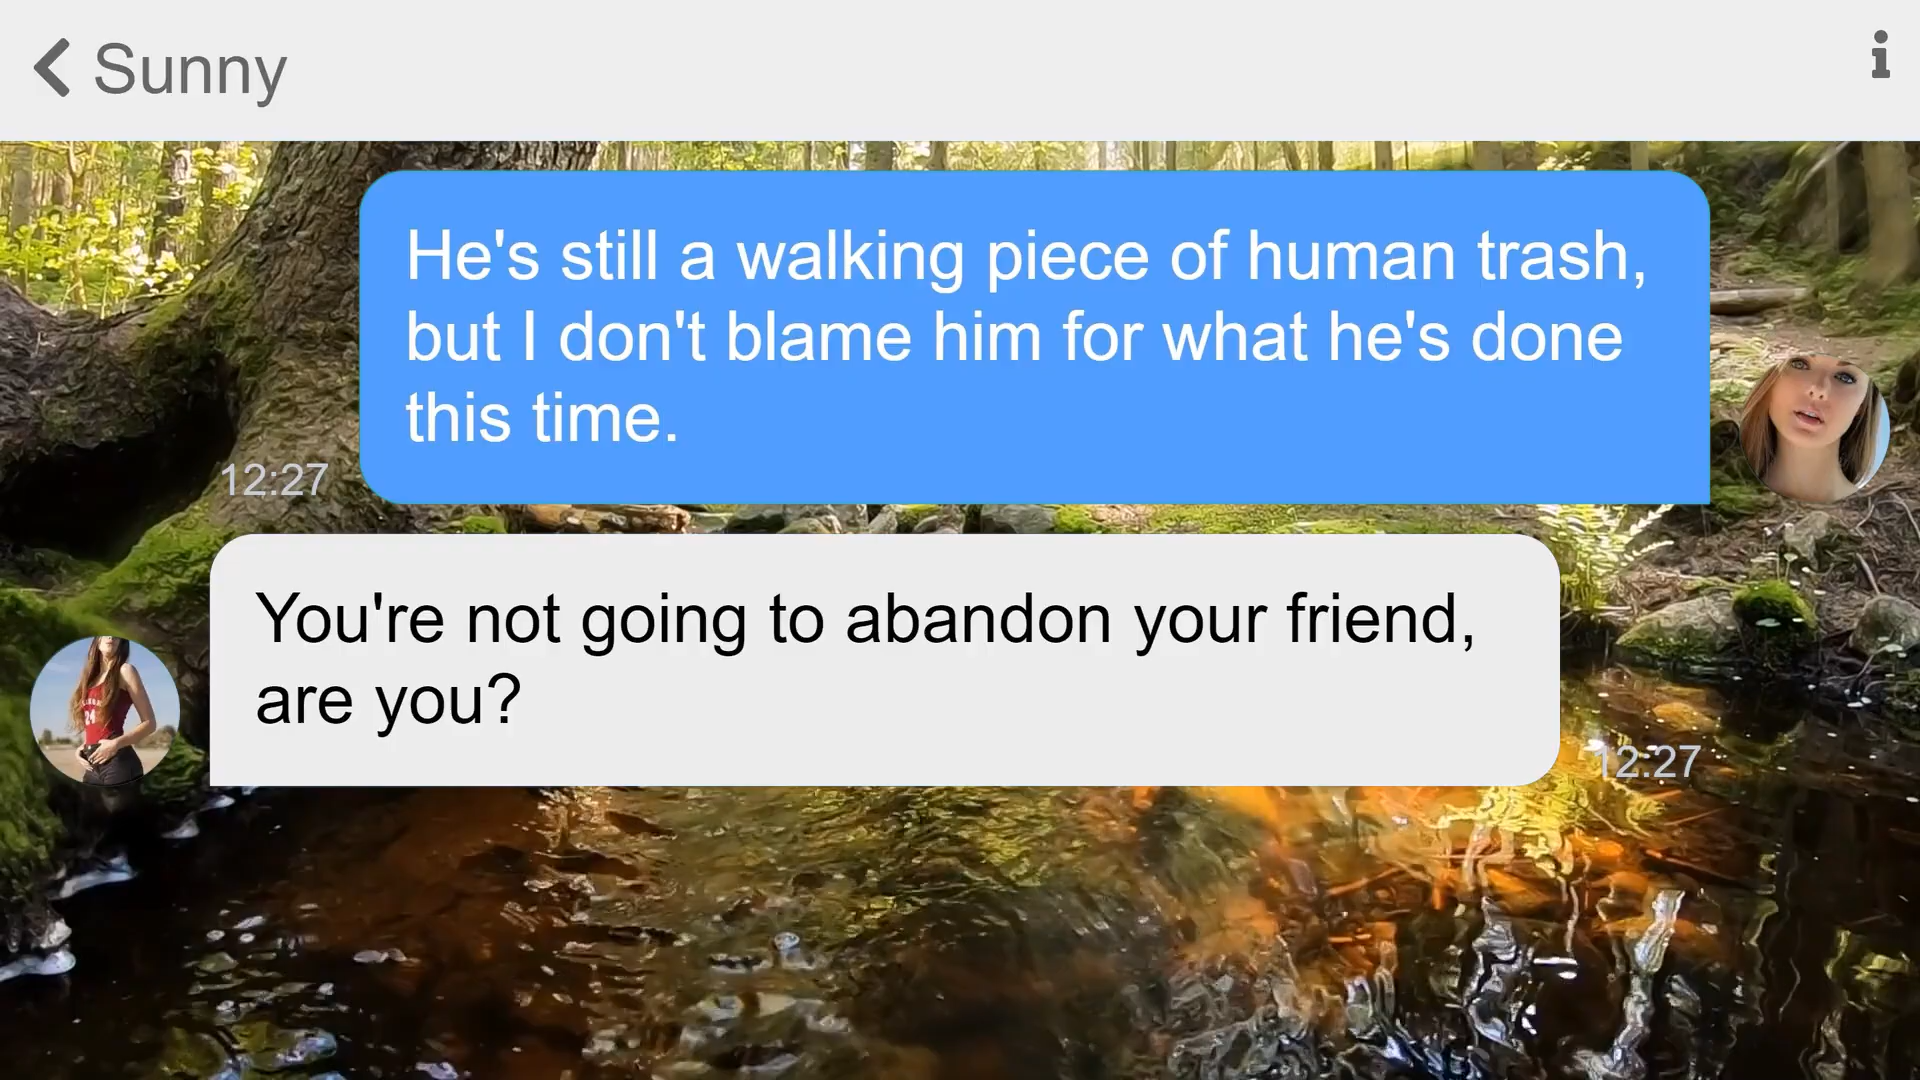 Sunny
He's still a walking piece of human trash,
but I don't blame him for what he's done
this time.
12:27
You're not going to abandon your friend,
are you?
12:27